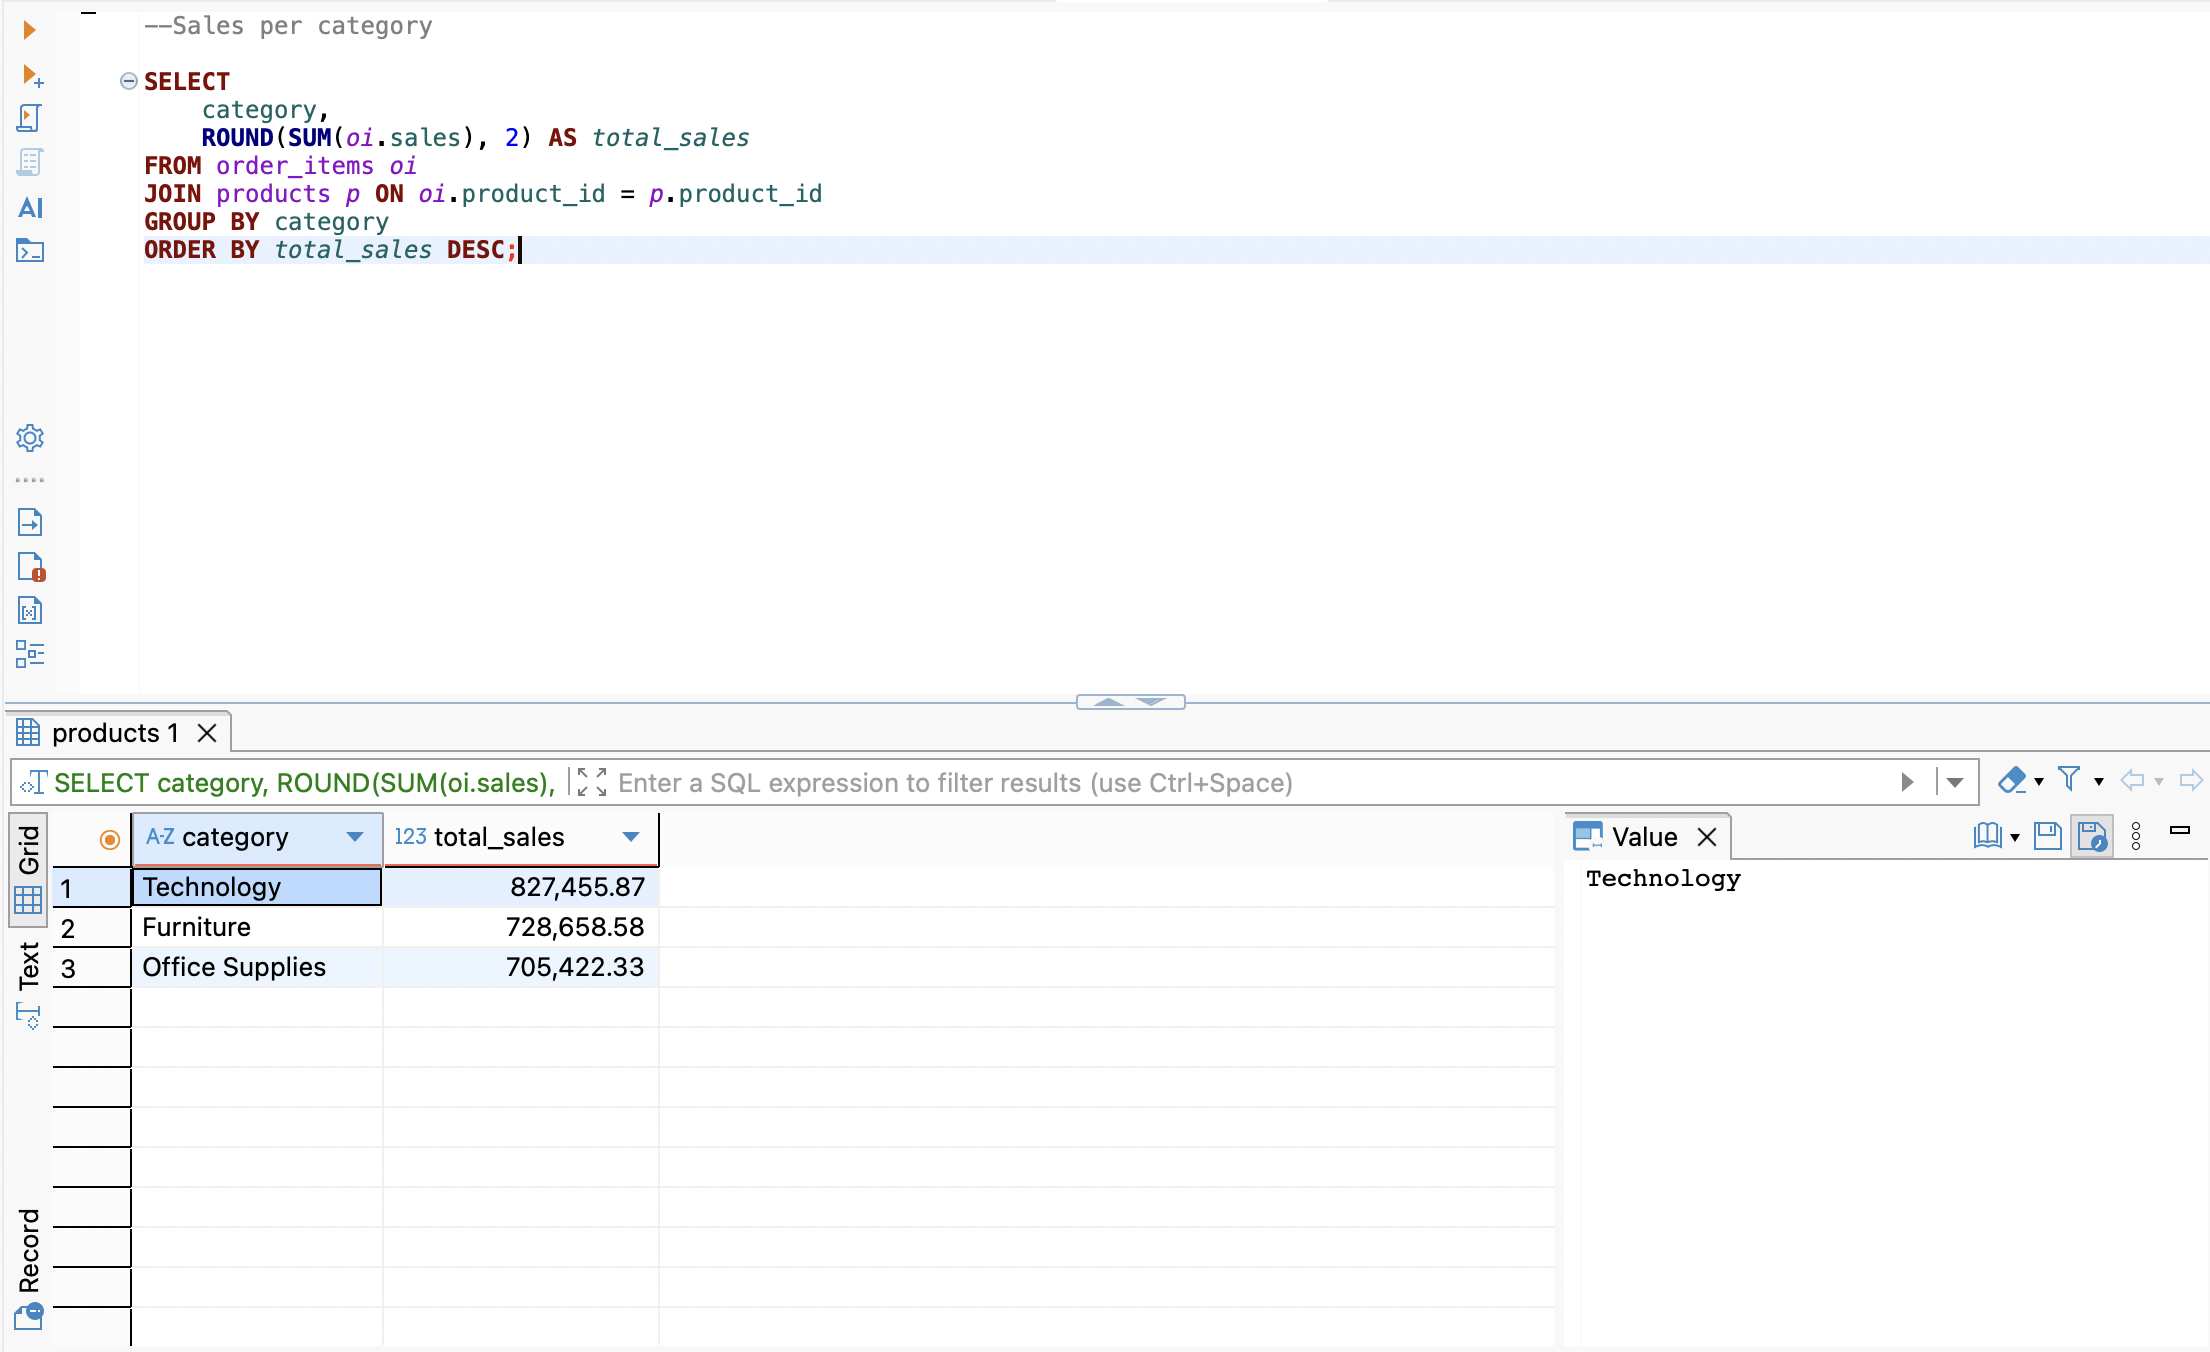 --Sales per category
SELECT
category,
ROUND(SUM(oi.sales), 2) AS total_sales
FROM order_items oi
JOIN products p ON oi.product_id = p.product_id
GROUP BY category
ORDER BY total_sales DESC;
AI
products 1
SELECT category, ROUND(SUM(oi.sales), Enter a SQL expression to filter results (use Ctrl+Space)
Grid
Text
Record
A-Z category 123 total_sales
1 Technology 827,455.87
2 Furniture 728,658.58
3 Office Supplies 705,422.33
Value
Technology